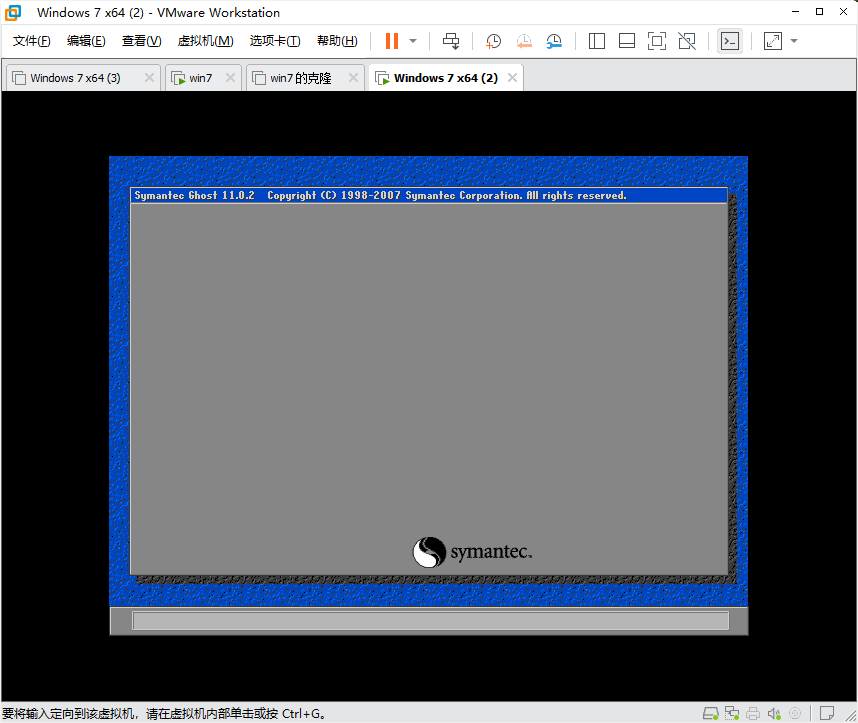 Windows 7 x64 (2) - VMware Workstation
文件(F) 编辑(E) 查看(V) 虚拟机(M) 选项卡(T) 帮助(H)
Windows 7 x64 (3) win7 win7 的克隆 Windows 7 x64 (2)
Symantec Ghost 11.0.2 Copyright (C) 1998-2007 Symantec Corporation. All rights reserved.
symantec.
要将输入定向到该虚拟机，请在虚拟机内部单击或按 Ctrl+G。